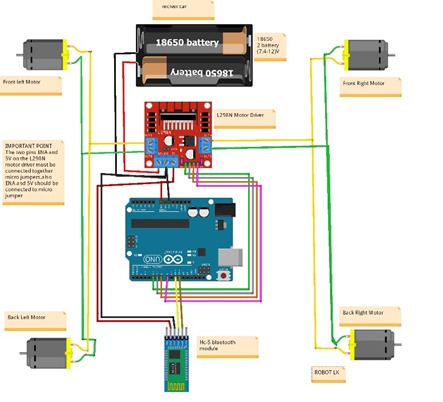 18650 battery
18650 battery
18650
2 battery
(7.4-12)V
Front left Motor
Front Right Motor
L298N Motor Driver
L298N
IMPORTANT POINT
The two pins ENA and
5V on the L298N
motor driver must be
connected together
micro jumpers.also
ENA and 5V should be
connected to micro
jumper
UNO
Back Left Motor
Back Right Motor
Hc-5 bluetooth
module
ROBOT LK